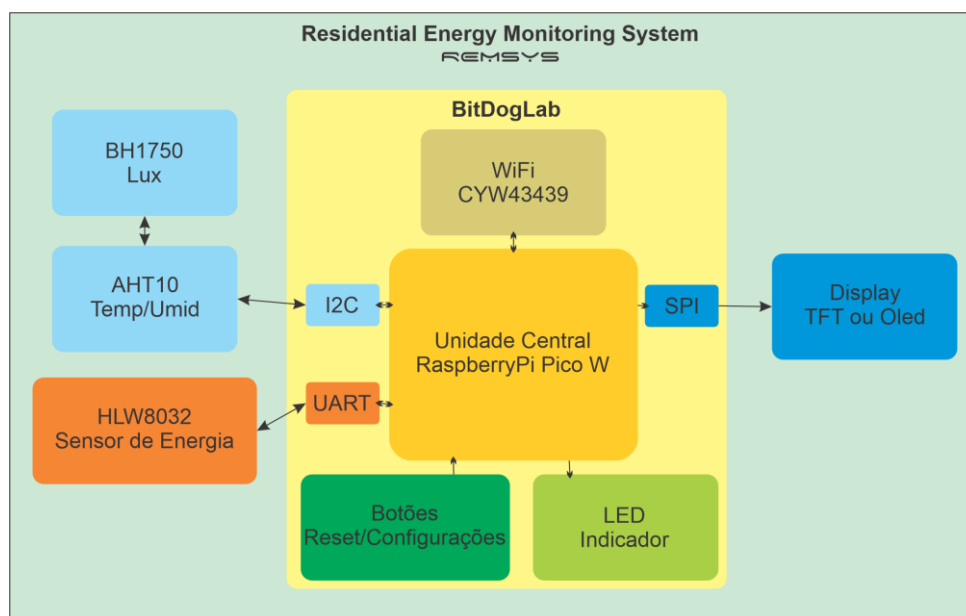 Residential Energy Monitoring System
REMSYS
BitDogLab
BH1750
Lux
WiFi
CYW43439
AHT10
Temp/Umid
I2C
Unidade Central
RaspberryPi Pico W
SPI
Display
TFT ou Oled
HLW8032
Sensor de Energia
UART
Botões
Reset/Configurações
LED
Indicador